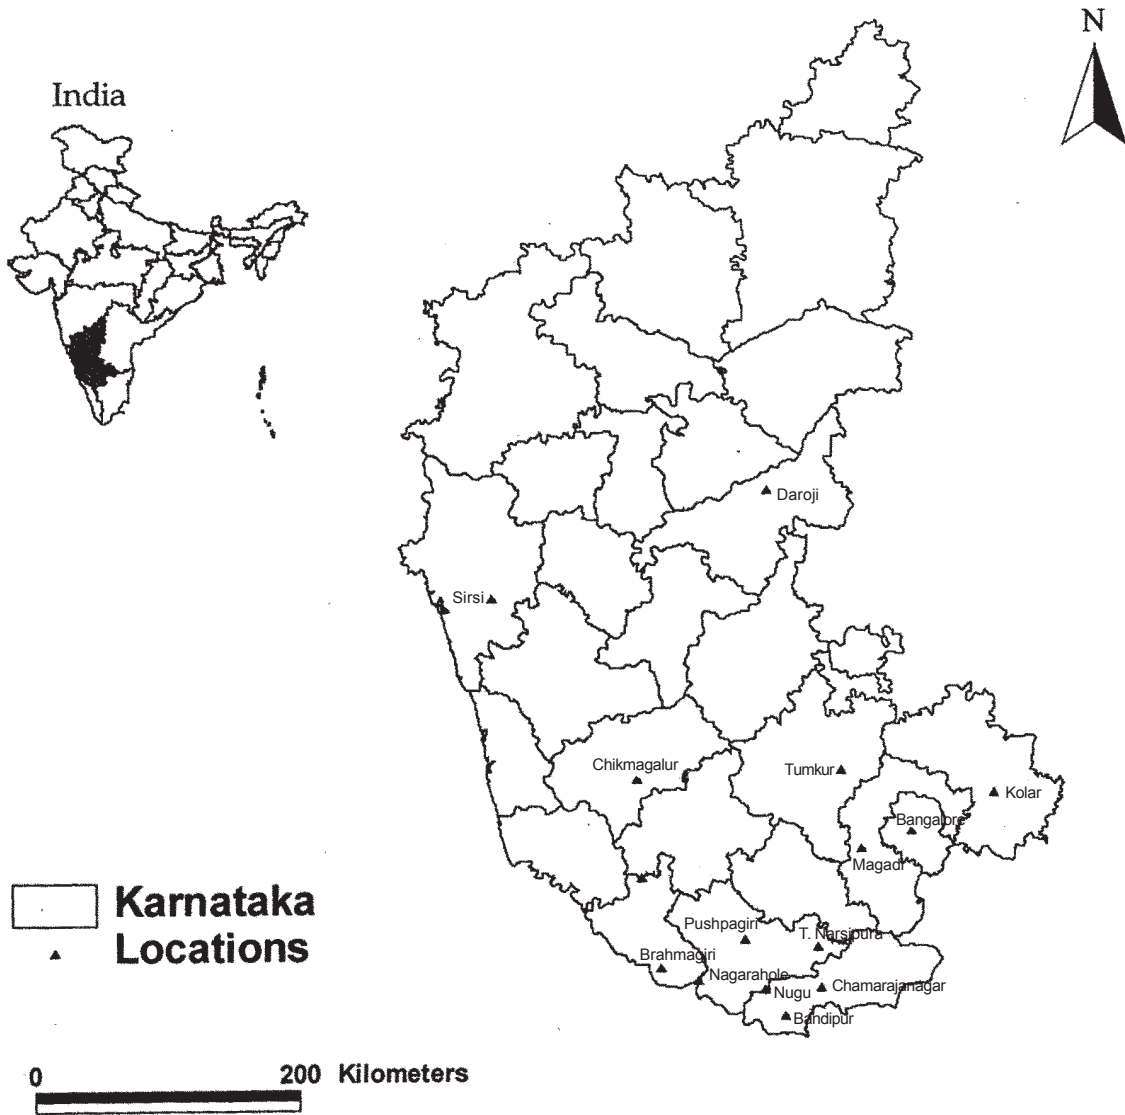 N
India
Daroji
Sirsi
Chikmagalur
Tumkur
Kolar
Bangalore
Magadi
Karnataka
Locations
Pushpagiri
T. Narsipura
Brahmagiri
Nagarahole
Nugu
Chamarajanagar
Bandipur
0 200 Kilometers